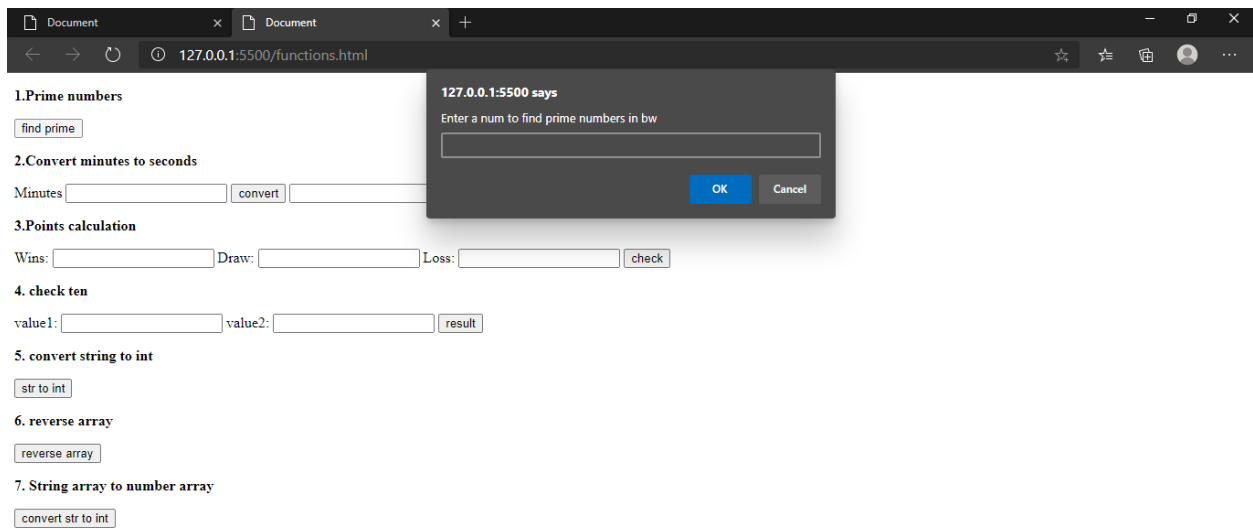 Document
Document
127.0.0.1:5500/functions.html
127.0.0.1:5500 says
Enter a num to find prime numbers in bw
OK Cancel
1.Prime numbers
find prime
2.Convert minutes to seconds
Minutes convert
3.Points calculation
Wins: Draw: Loss: check
4. check ten
value1: value2: result
5. convert string to int
str to int
6. reverse array
reverse array
7. String array to number array
convert str to int